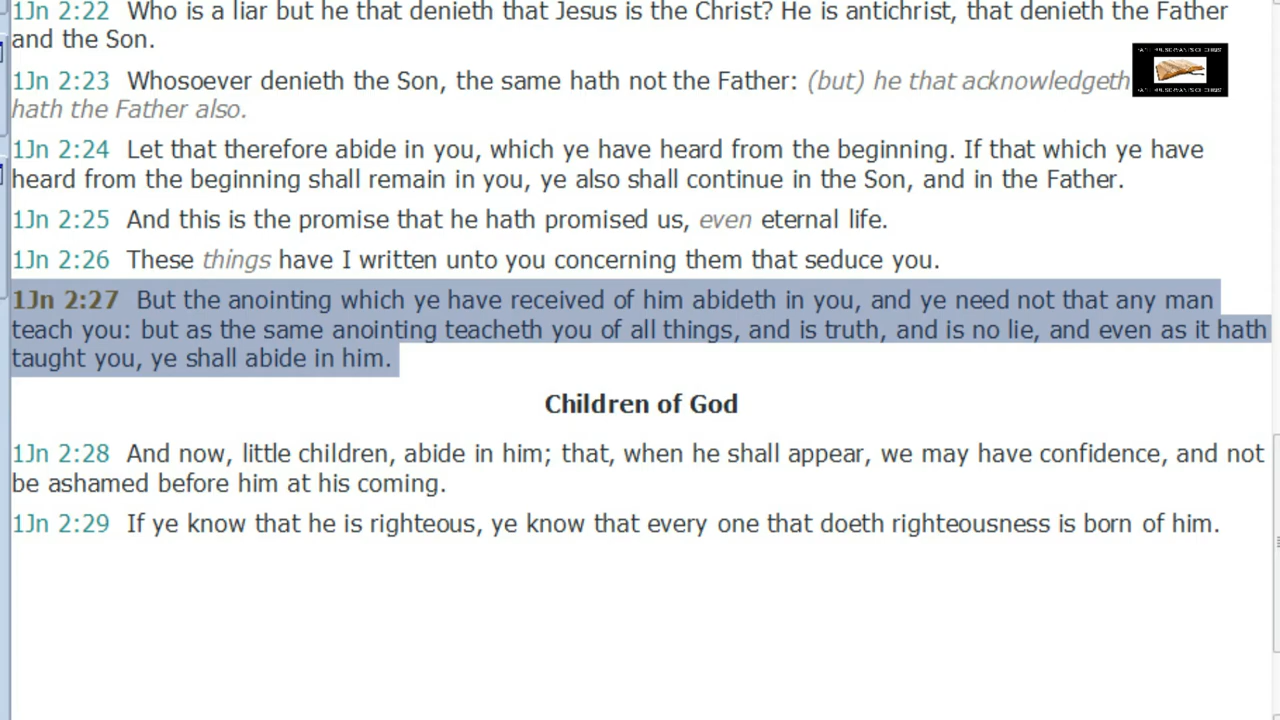 1Jn 2:22 Who is a liar but he that denieth that Jesus is the Christ? He is antichrist, that denieth the Father
and the Son.
1Jn 2:23 Whosoever denieth the Son, the same hath not the Father: (but) he that acknowledgeth
hath the Father also.
1Jn 2:24 Let that therefore abide in you, which ye have heard from the beginning. If that which ye have
heard from the beginning shall remain in you, ye also shall continue in the Son, and in the Father.
1Jn 2:25 And this is the promise that he hath promised us, even eternal life.
1Jn 2:26 These things have I written unto you concerning them that seduce you.
1Jn 2:27 But the anointing which ye have received of him abideth in you, and ye need not that any man
teach you: but as the same anointing teacheth you of all things, and is truth, and is no lie, and even as it hath
taught you, ye shall abide in him.
Children of God
1Jn 2:28 And now, little children, abide in him; that, when he shall appear, we may have confidence, and not
be ashamed before him at his coming.
1Jn 2:29 If ye know that he is righteous, ye know that every one that doeth righteousness is born of him.